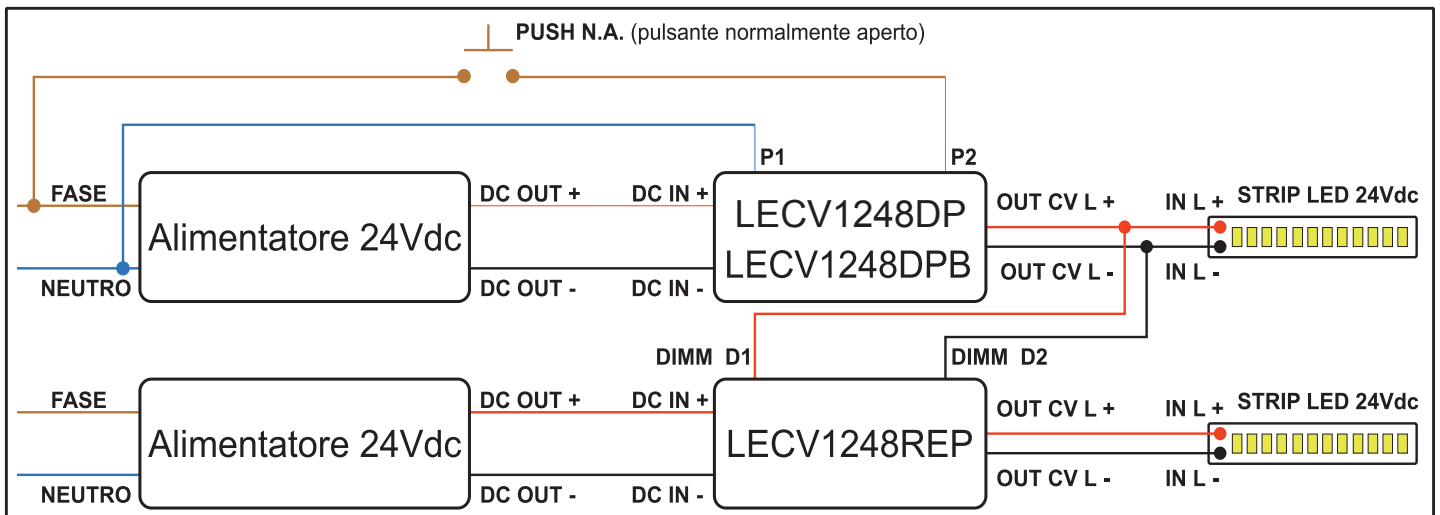 PUSH N.A. (pulsante normalmente aperto)
P1
P2
FASE
DC OUT +
DC IN +
LECV1248DP
OUT CV L +
IN L +
STRIP LED 24Vdc
Alimentatore 24Vdc
LECV1248DPB
NEUTRO
DC OUT -
DC IN -
OUT CV L -
IN L -
DIMM D1
DIMM D2
FASE
DC OUT +
DC IN +
OUT CV L +
IN L +
STRIP LED 24Vdc
Alimentatore 24Vdc
LECV1248REP
NEUTRO
DC OUT -
DC IN -
OUT CV L -
IN L -